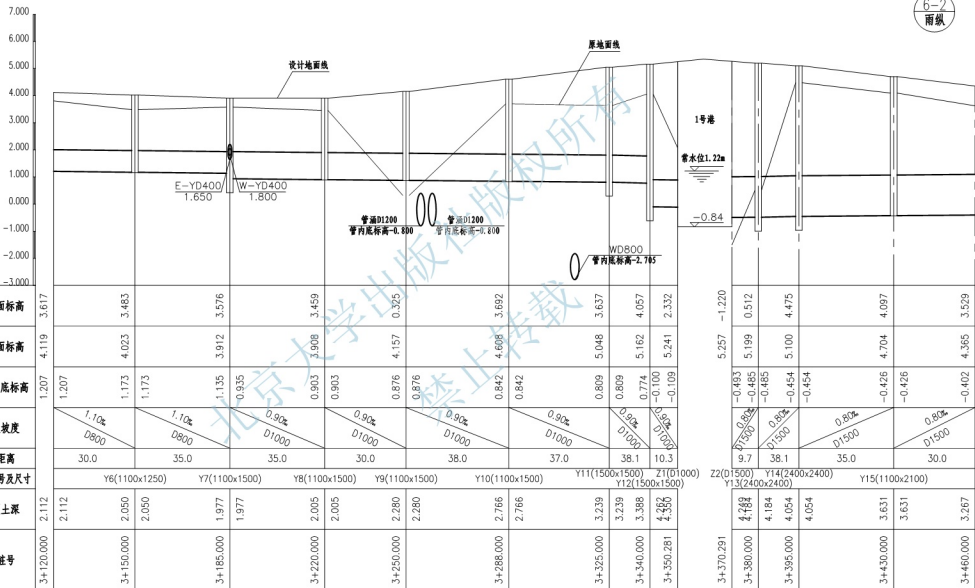 6-2
雨纵
7.000
6.000
5.000
4.000
3.000
2.000
1.000
0.000
-1.000
-2.000
-3.000
设计地面线
原地面线
1号港
常水位1.22m
-0.84
E-YD400
1.650
W-YD400
1.800
管涵D1200
管内底标高-0.800
管涵D1200
管内底标高-0.800
WD800
管内底标高-2.705
面标高 3.617 3.483 3.576 3.459 0.325 3.692 3.637 4.057 2.332 -1.220 0.512 4.475 4.097 3.529
面标高 4.119 4.023 3.912 3.908 4.157 4.608 5.048 5.162 5.241 5.257 5.199 5.100 4.704 4.365
底标高 1.207 1.207 1.173 1.173 1.135 0.935 0.903 0.903 0.876 0.876 0.842 0.842 0.809 0.809 0.774 -0.100 -0.109 -0.493 -0.485 -0.485 -0.454 -0.454 -0.426 -0.426 -0.402
坡度 1.10‰ 1.10‰ 0.90‰ 0.90‰ 0.90‰ 0.90‰ 0.90‰ 0.90‰ 0.80‰ 0.80‰ 0.80‰ 0.80‰
D800 D800 D1000 D1000 D1000 D1000 D1000 D1000 D1500 D1500 D1500 D1500
距离 30.0 35.0 35.0 30.0 38.0 37.0 38.1 10.3 9.7 38.1 35.0 30.0
号及尺寸 Y6(1100x1250) Y7(1100x1500) Y8(1100x1500) Y9(1100x1500) Y10(1100x1500) Y11(1500x1500) Y12(1500x1500) Z1(D1000) Z2(D1500) Y13(2400x2400) Y14(2400x2400) Y15(1100x2100)
土深 2.112 2.112 2.050 2.050 1.977 1.977 2.005 2.005 2.280 2.280 2.766 2.766 3.239 3.239 3.388 4.184 4.184 4.054 4.054 3.631 3.631 3.267
桩号 3+120.000 3+150.000 3+185.000 3+220.000 3+250.000 3+288.000 3+325.000 3+340.000 3+350.281 3+370.291 3+380.000 3+395.000 3+430.000 3+460.000
北京大学出版社版权所有
禁止转载